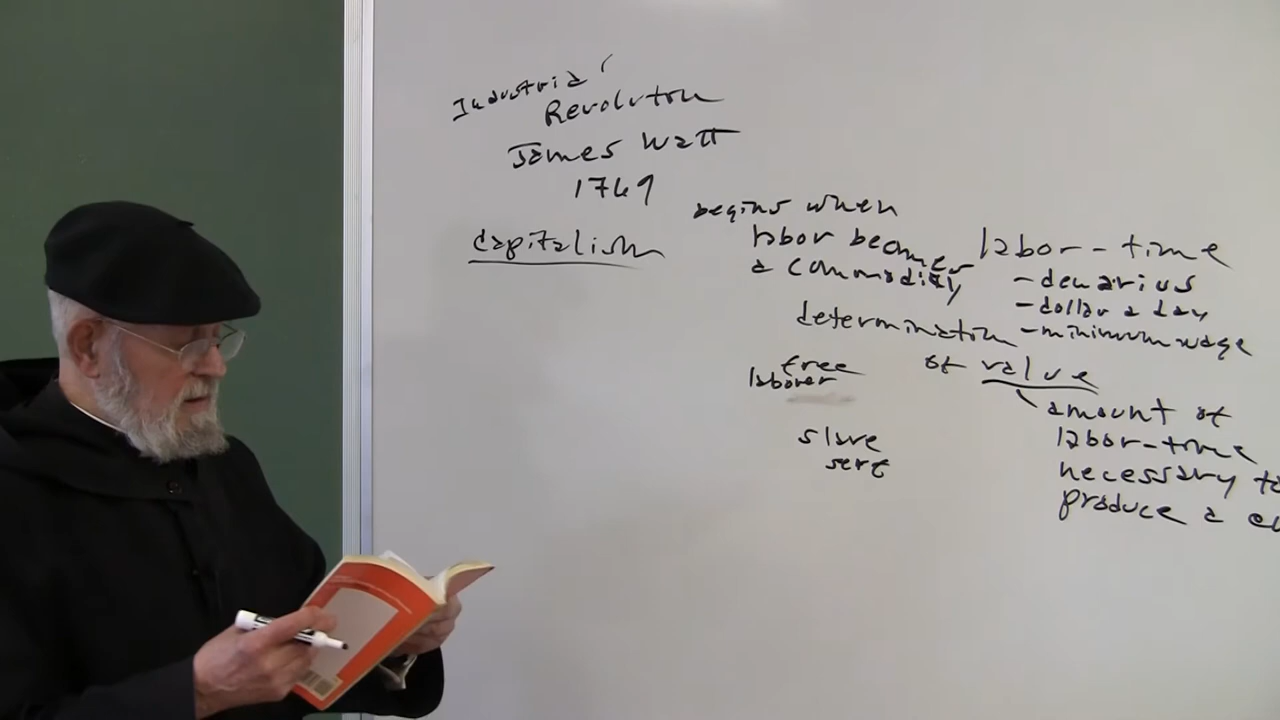 Industrial
Revolution
James Watt
1769
capitalism
begins when
labor becomes
a commodity
labor-time
- denarius
- dollar a day
- minimum wage
determination
of value
free
laborer
slave
serf
amount of
labor-time
necessary to
produce a